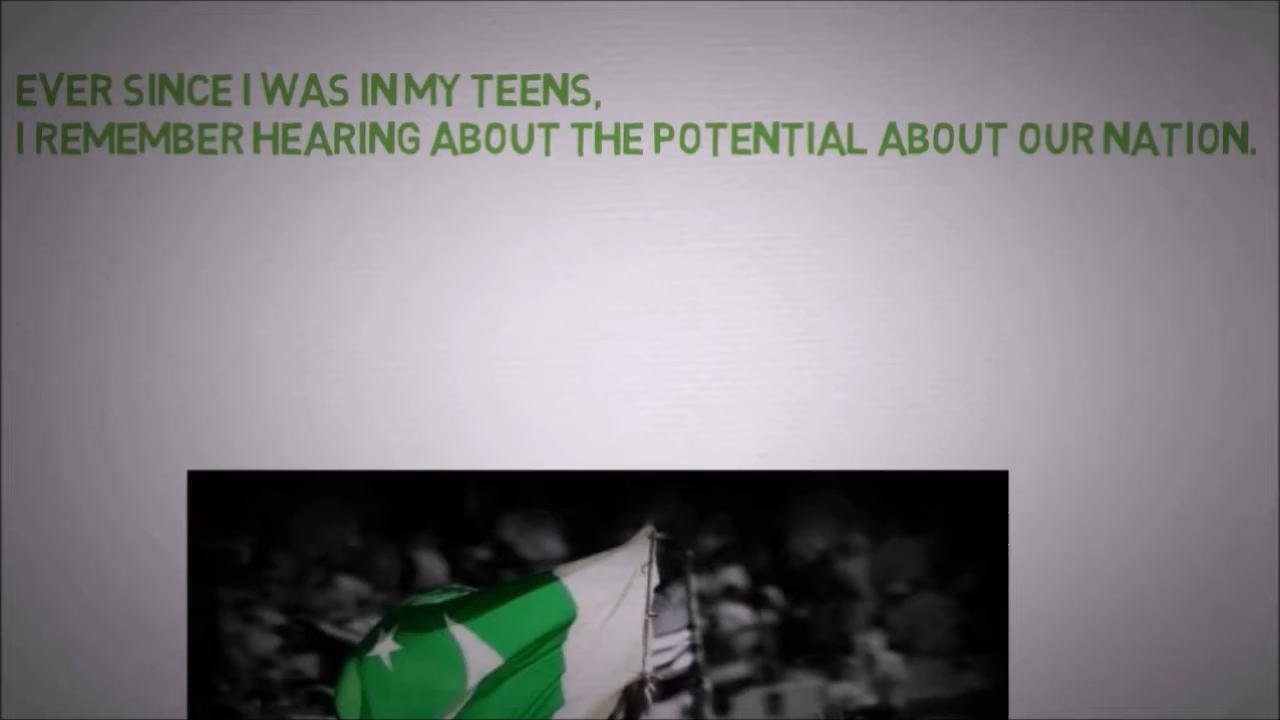 EVER SINCE I WAS IN MY TEENS,
I REMEMBER HEARING ABOUT THE POTENTIAL ABOUT OUR NATION.